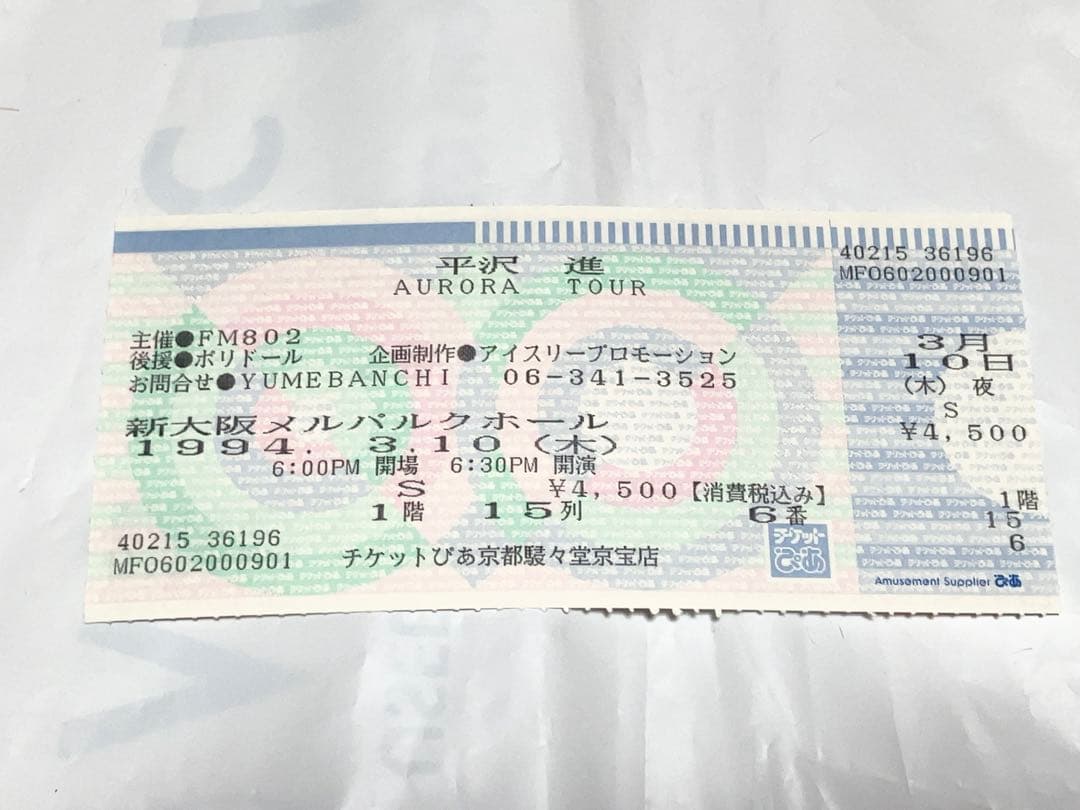 平沢 進
AURORA TOUR
主催●FM802
後援●ポリドール 企画制作●アイスリープロモーション
お問合せ●YUMEBANCHI 06-341-3525
新大阪メルパルクホール
1994. 3.10(木)
6:00PM 開場 6:30PM 開演
S ¥4,500【消費税込み】
1階 15列 6番
40215 36196
MFO602000901 チケットぴあ京都駸々堂京宝店
チケットぴあ
40215 36196
MFO602000901
3月
10日
(木) 夜
S
¥4,500
1階
15
6
Amusement Supplier ぴあ